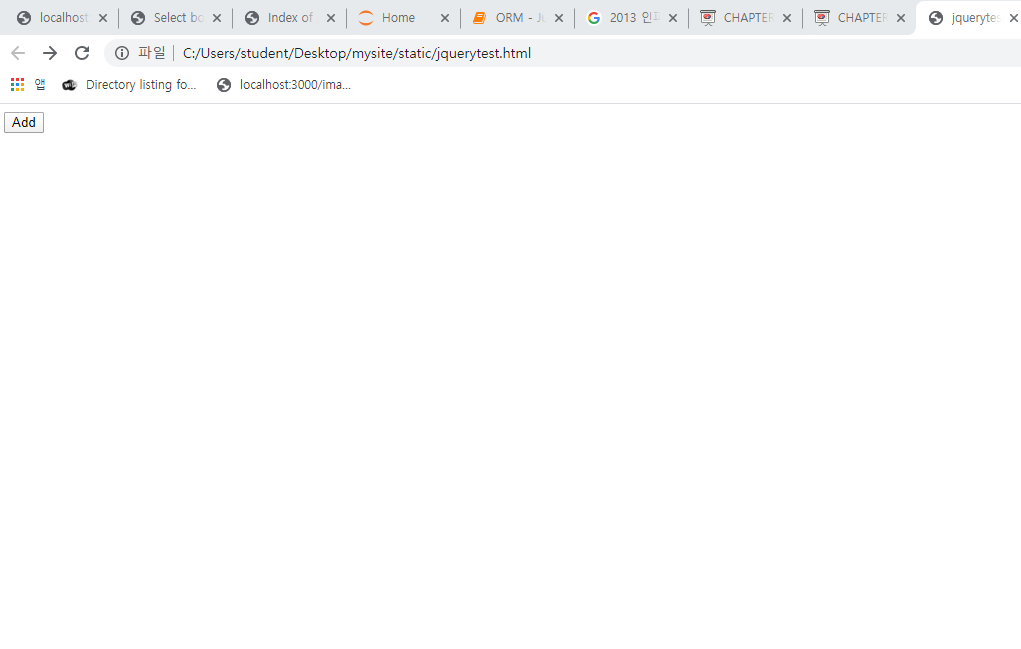 localhost Select bo Index of Home ORM - Ju 2013 인프 CHAPTER CHAPTER jquerytes
파일 C:/Users/student/Desktop/mysite/static/jquerytest.html
앱 Directory listing fo... localhost:3000/ima...
Add